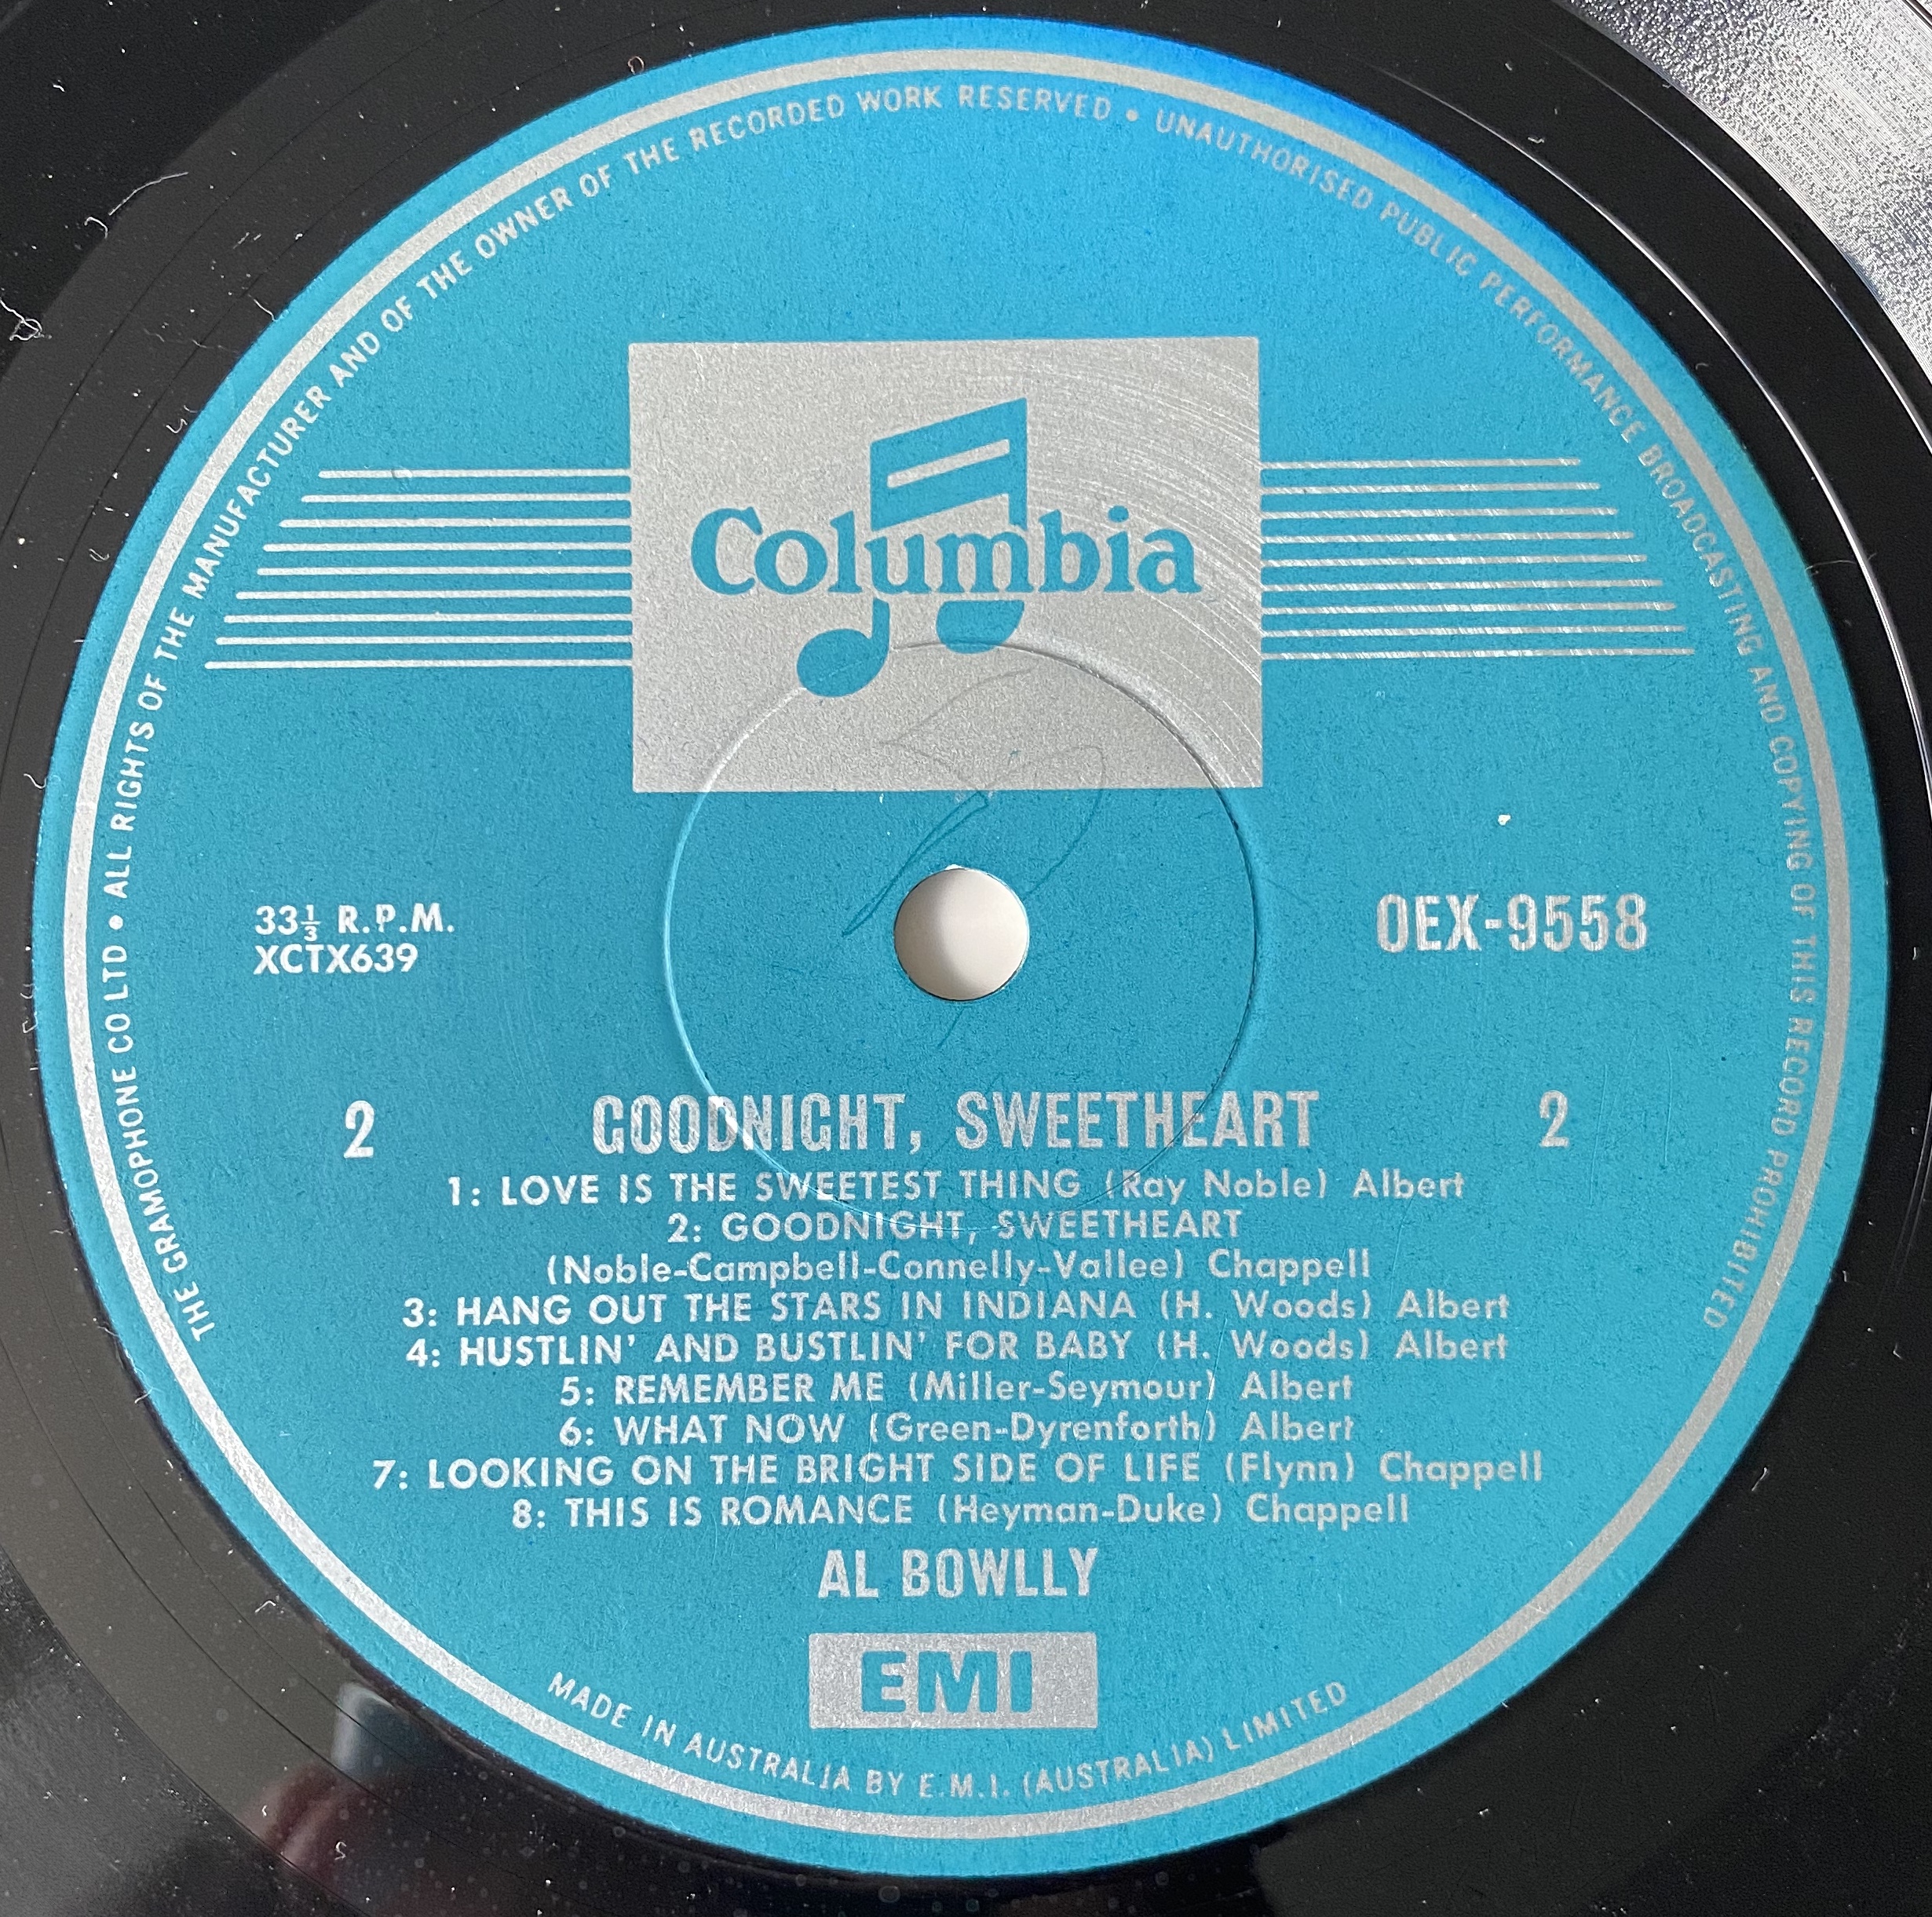 THE GRAMOPHONE CO LTD • ALL RIGHTS OF THE MANUFACTURER AND OF THE OWNER OF THE RECORDED WORK RESERVED • UNAUTHORISED PUBLIC PERFORMANCE BROADCASTING AND COPYING OF THIS RECORD PROHIBITED
Columbia
33⅓ R.P.M.
XCTX639
OEX-9558
2 GOODNIGHT, SWEETHEART 2
1: LOVE IS THE SWEETEST THING (Ray Noble) Albert
2: GOODNIGHT, SWEETHEART
(Noble-Campbell-Connelly-Vallee) Chappell
3: HANG OUT THE STARS IN INDIANA (H. Woods) Albert
4: HUSTLIN' AND BUSTLIN' FOR BABY (H. Woods) Albert
5: REMEMBER ME (Miller-Seymour) Albert
6: WHAT NOW (Green-Dyrenforth) Albert
7: LOOKING ON THE BRIGHT SIDE OF LIFE (Flynn) Chappell
8: THIS IS ROMANCE (Heyman-Duke) Chappell
AL BOWLLY
EMI
MADE IN AUSTRALIA BY E.M.I. (AUSTRALIA) LIMITED